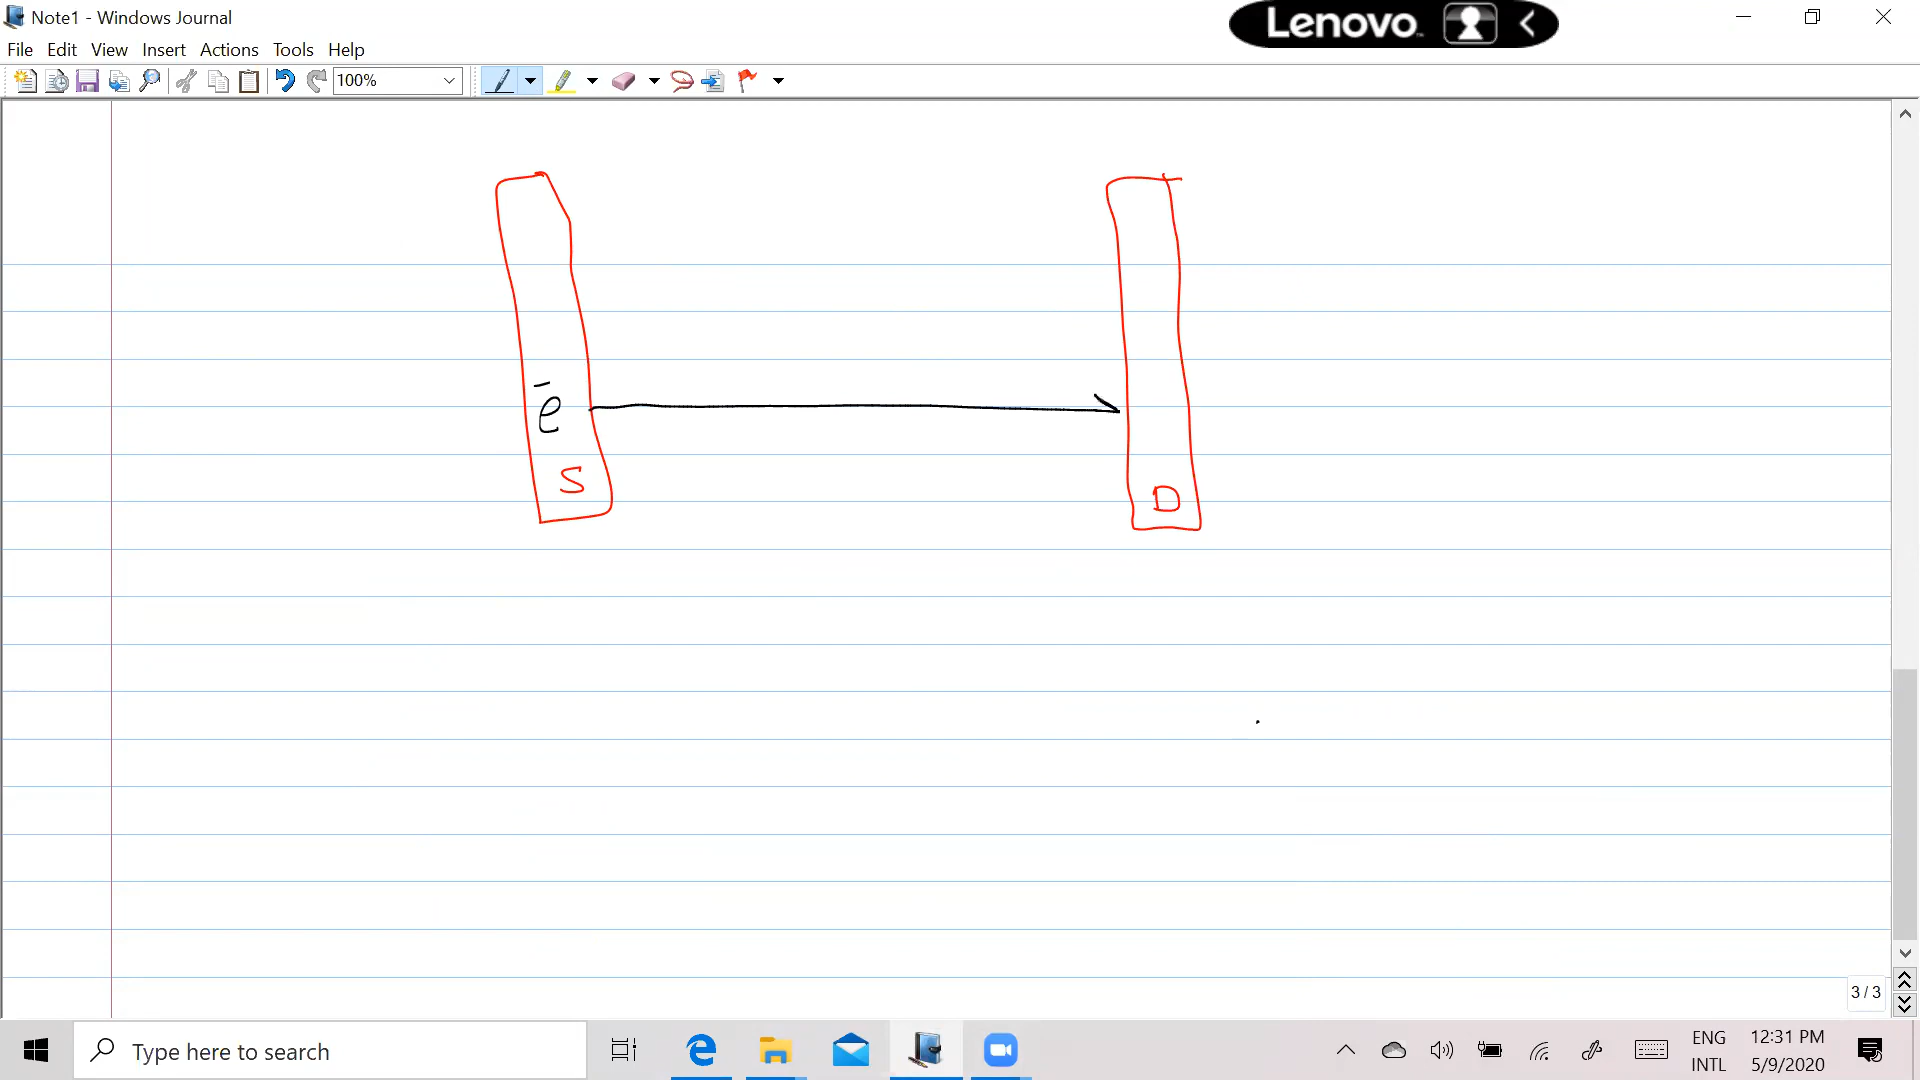 Note1 - Windows Journal
Lenovo
File Edit View Insert Actions Tools Help
100%
ē
S
D
3 / 3
Type here to search
ENG
INTL
12:31 PM
5/9/2020